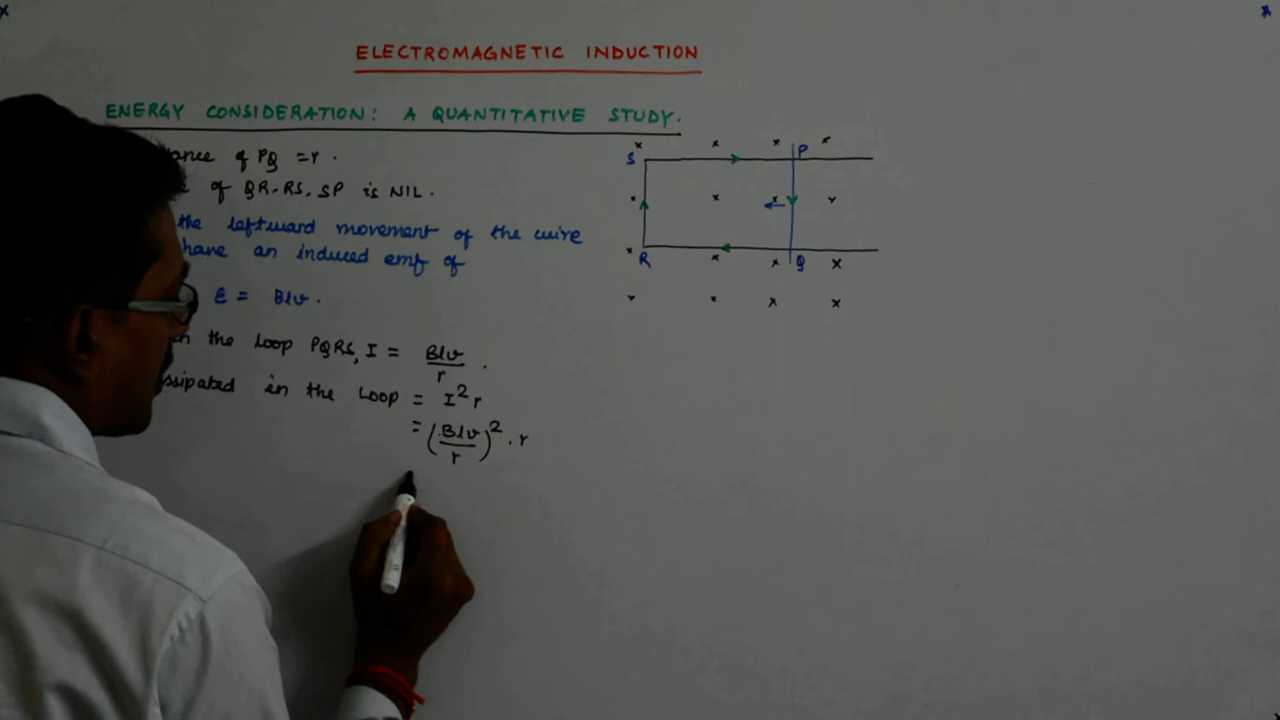 ELECTROMAGNETIC INDUCTION
ENERGY CONSIDERATION: A QUANTITATIVE STUDY.
of PQ = r.
of QR, RS, SP is NIL.
the leftward movement of the wire
have an induced emf of
ε = Blv.
the Loop PQRS, I = Blv/r.
in the Loop = I²r
= (Blv/r)². r
S
P
R
Q